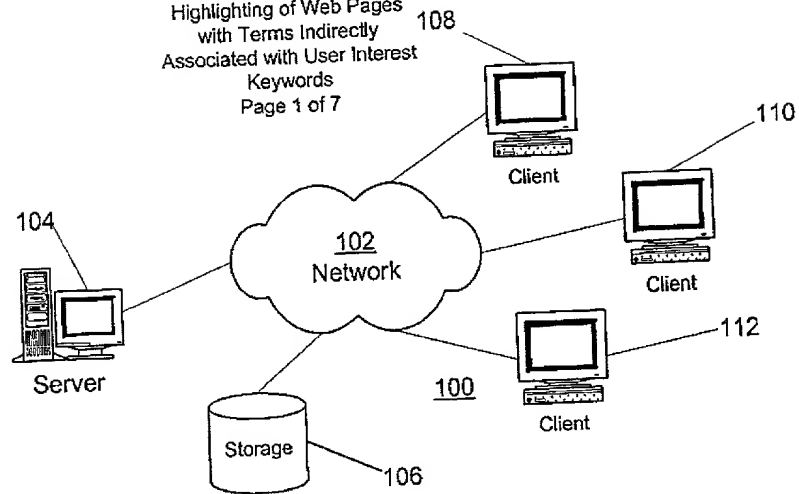 Highlighting of Web Pages
with Terms Indirectly
Associated with User Interest
Keywords
Page 1 of 7
108
110
Client
104
102
Network
Client
112
Server
100
Client
Storage
106